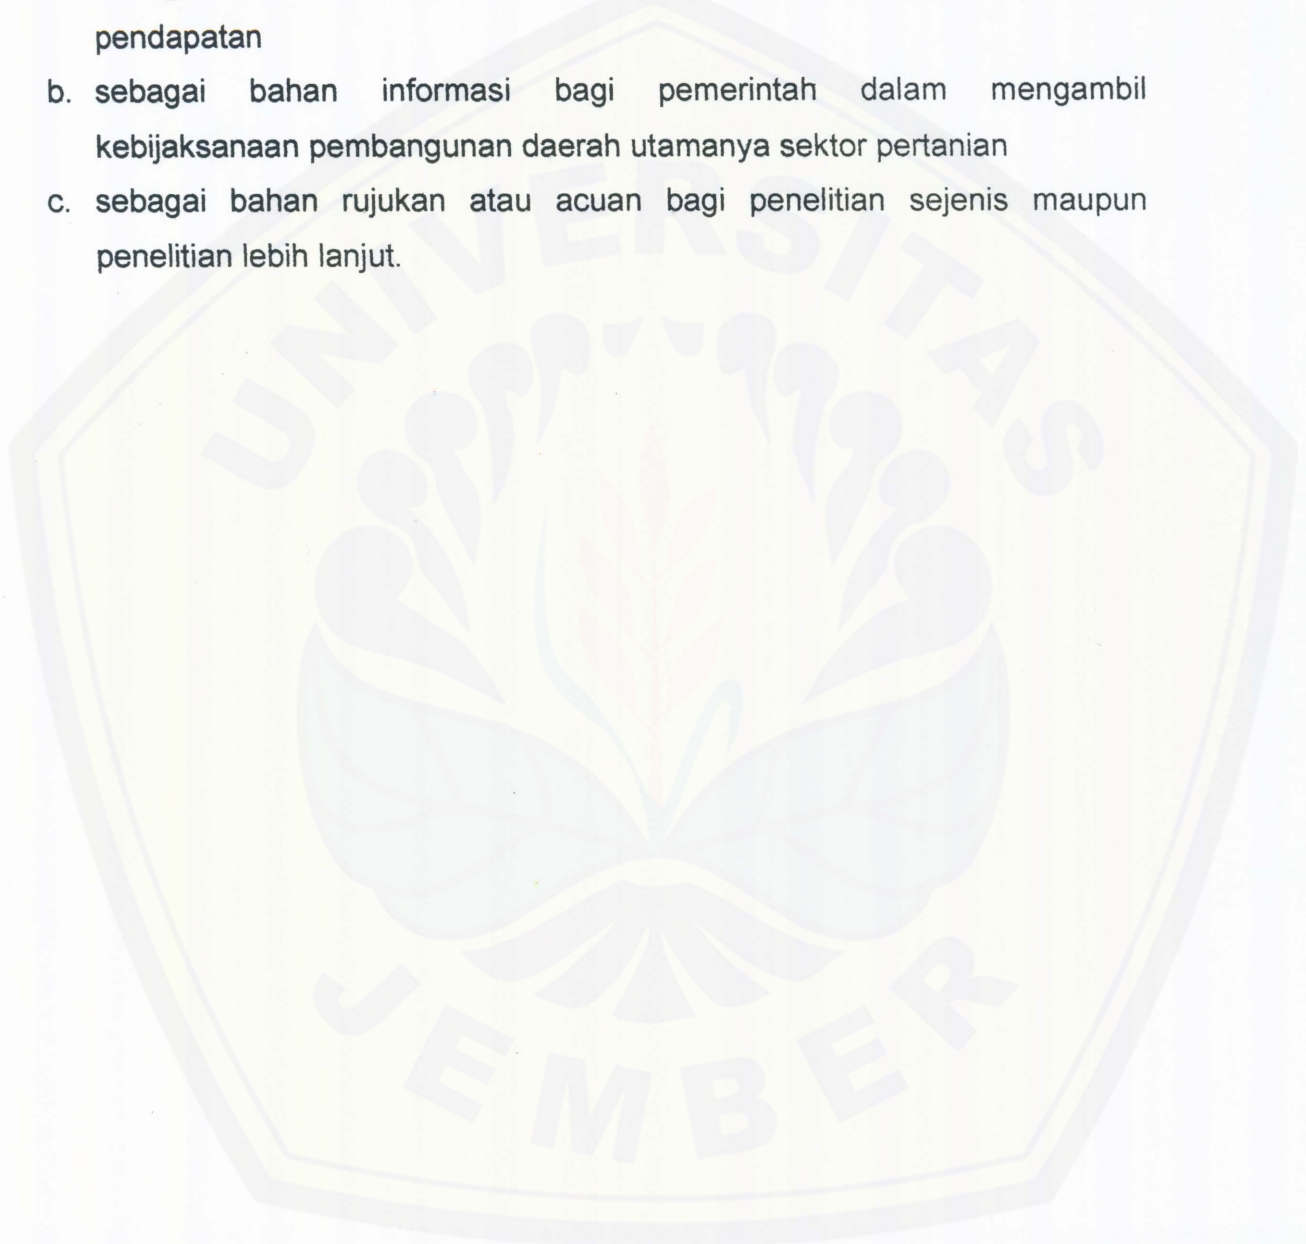 pendapatan
b. sebagai bahan informasi bagi pemerintah dalam mengambil
kebijaksanaan pembangunan daerah utamanya sektor pertanian
c. sebagai bahan rujukan atau acuan bagi penelitian sejenis maupun
penelitian lebih lanjut.
UNIVERSITAS
JEMBER